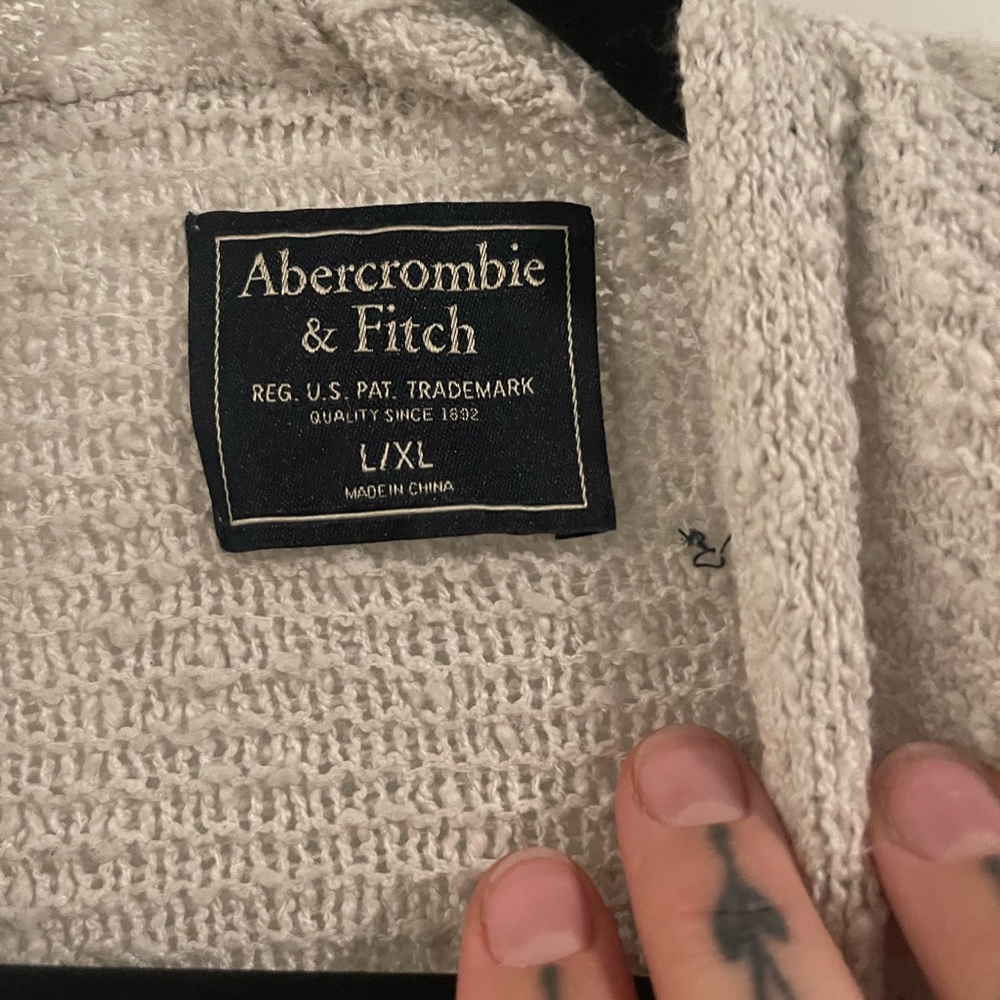 Abercrombie
& Fitch
REG. U.S. PAT. TRADEMARK
QUALITY SINCE 1892
L/XL
MADE IN CHINA